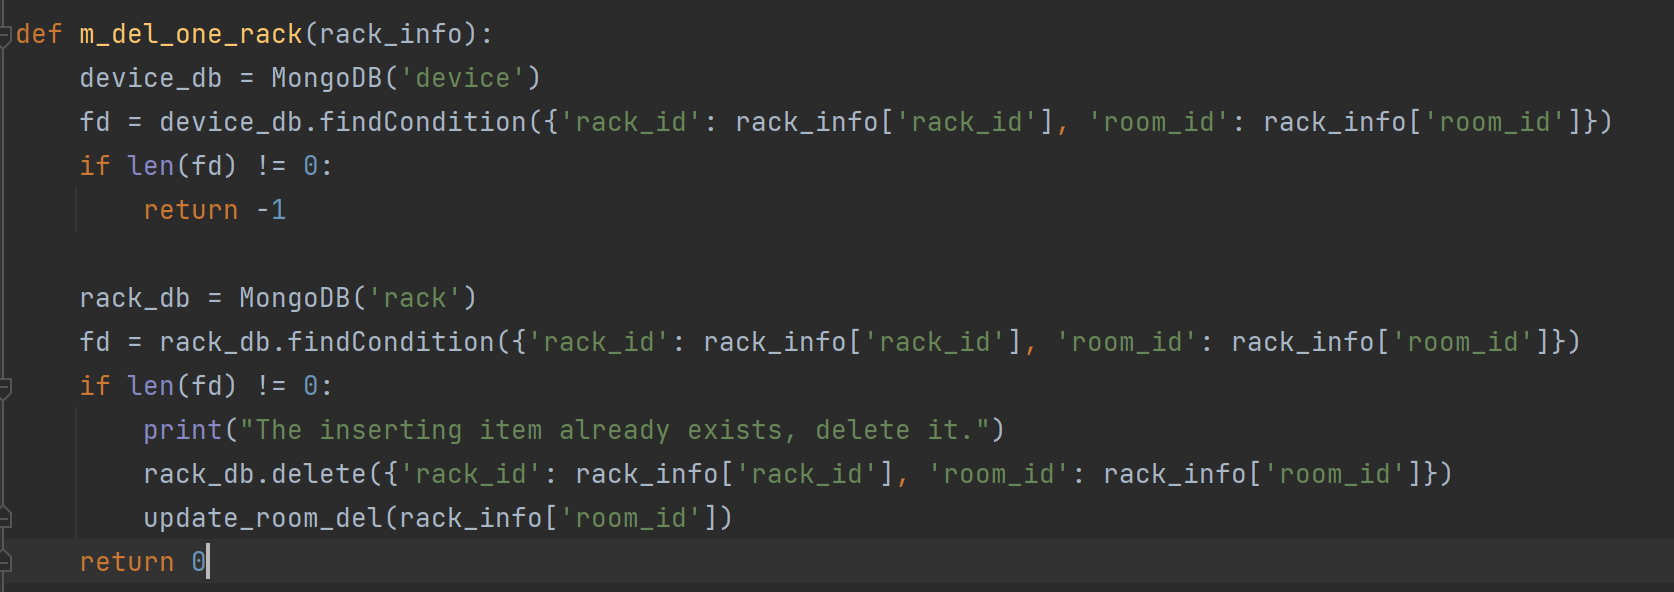 def m_del_one_rack(rack_info):
    device_db = MongoDB('device')
    fd = device_db.findCondition({'rack_id': rack_info['rack_id'], 'room_id': rack_info['room_id']})
    if len(fd) != 0:
        return -1

    rack_db = MongoDB('rack')
    fd = rack_db.findCondition({'rack_id': rack_info['rack_id'], 'room_id': rack_info['room_id']})
    if len(fd) != 0:
        print("The inserting item already exists, delete it.")
        rack_db.delete({'rack_id': rack_info['rack_id'], 'room_id': rack_info['room_id']})
        update_room_del(rack_info['room_id'])
    return 0